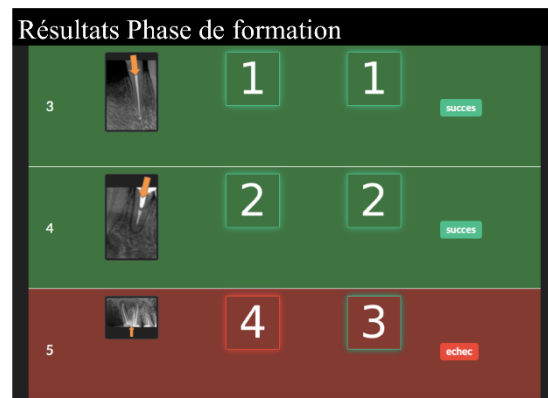 Résultats Phase de formation
3 1 1 succes
4 2 2 succes
5 4 3 echec